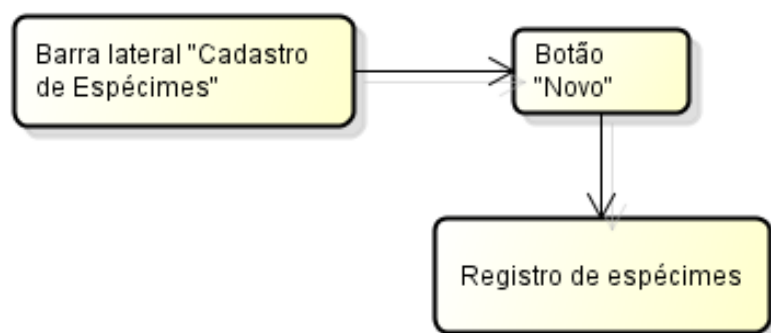 Barra lateral "Cadastro
de Espécimes"
Botão
"Novo"
Registro de espécimes